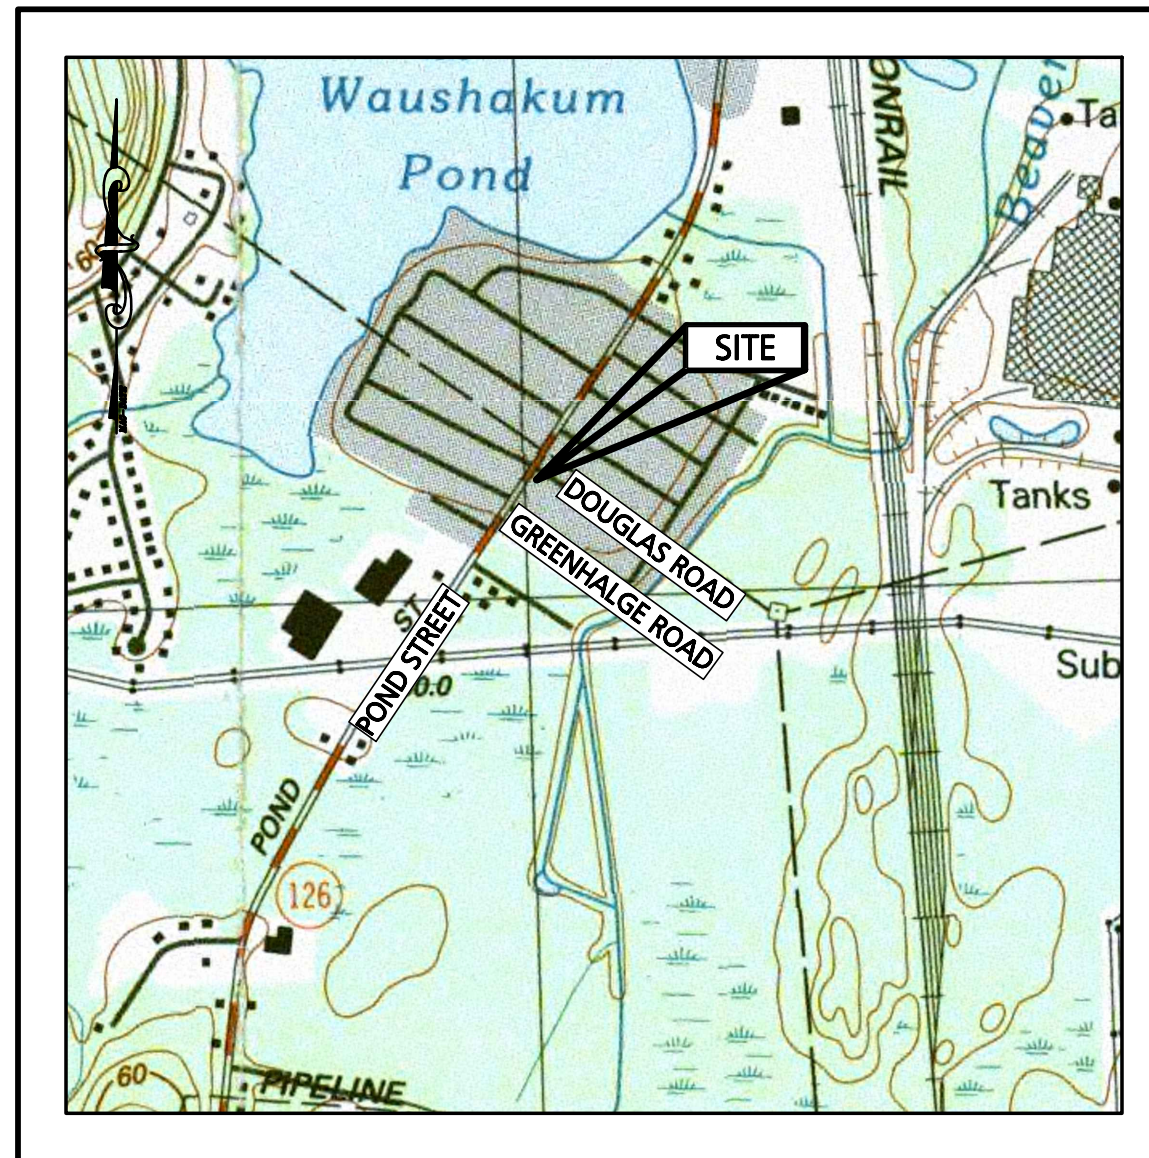 Waushakum
Pond
ONRAIL
Beaver
Ta
60
SITE
Tanks
DOUGLAS ROAD
GREENHALGE ROAD
ST
POND STREET
0.0
Sub
POND
126
60
PIPELINE